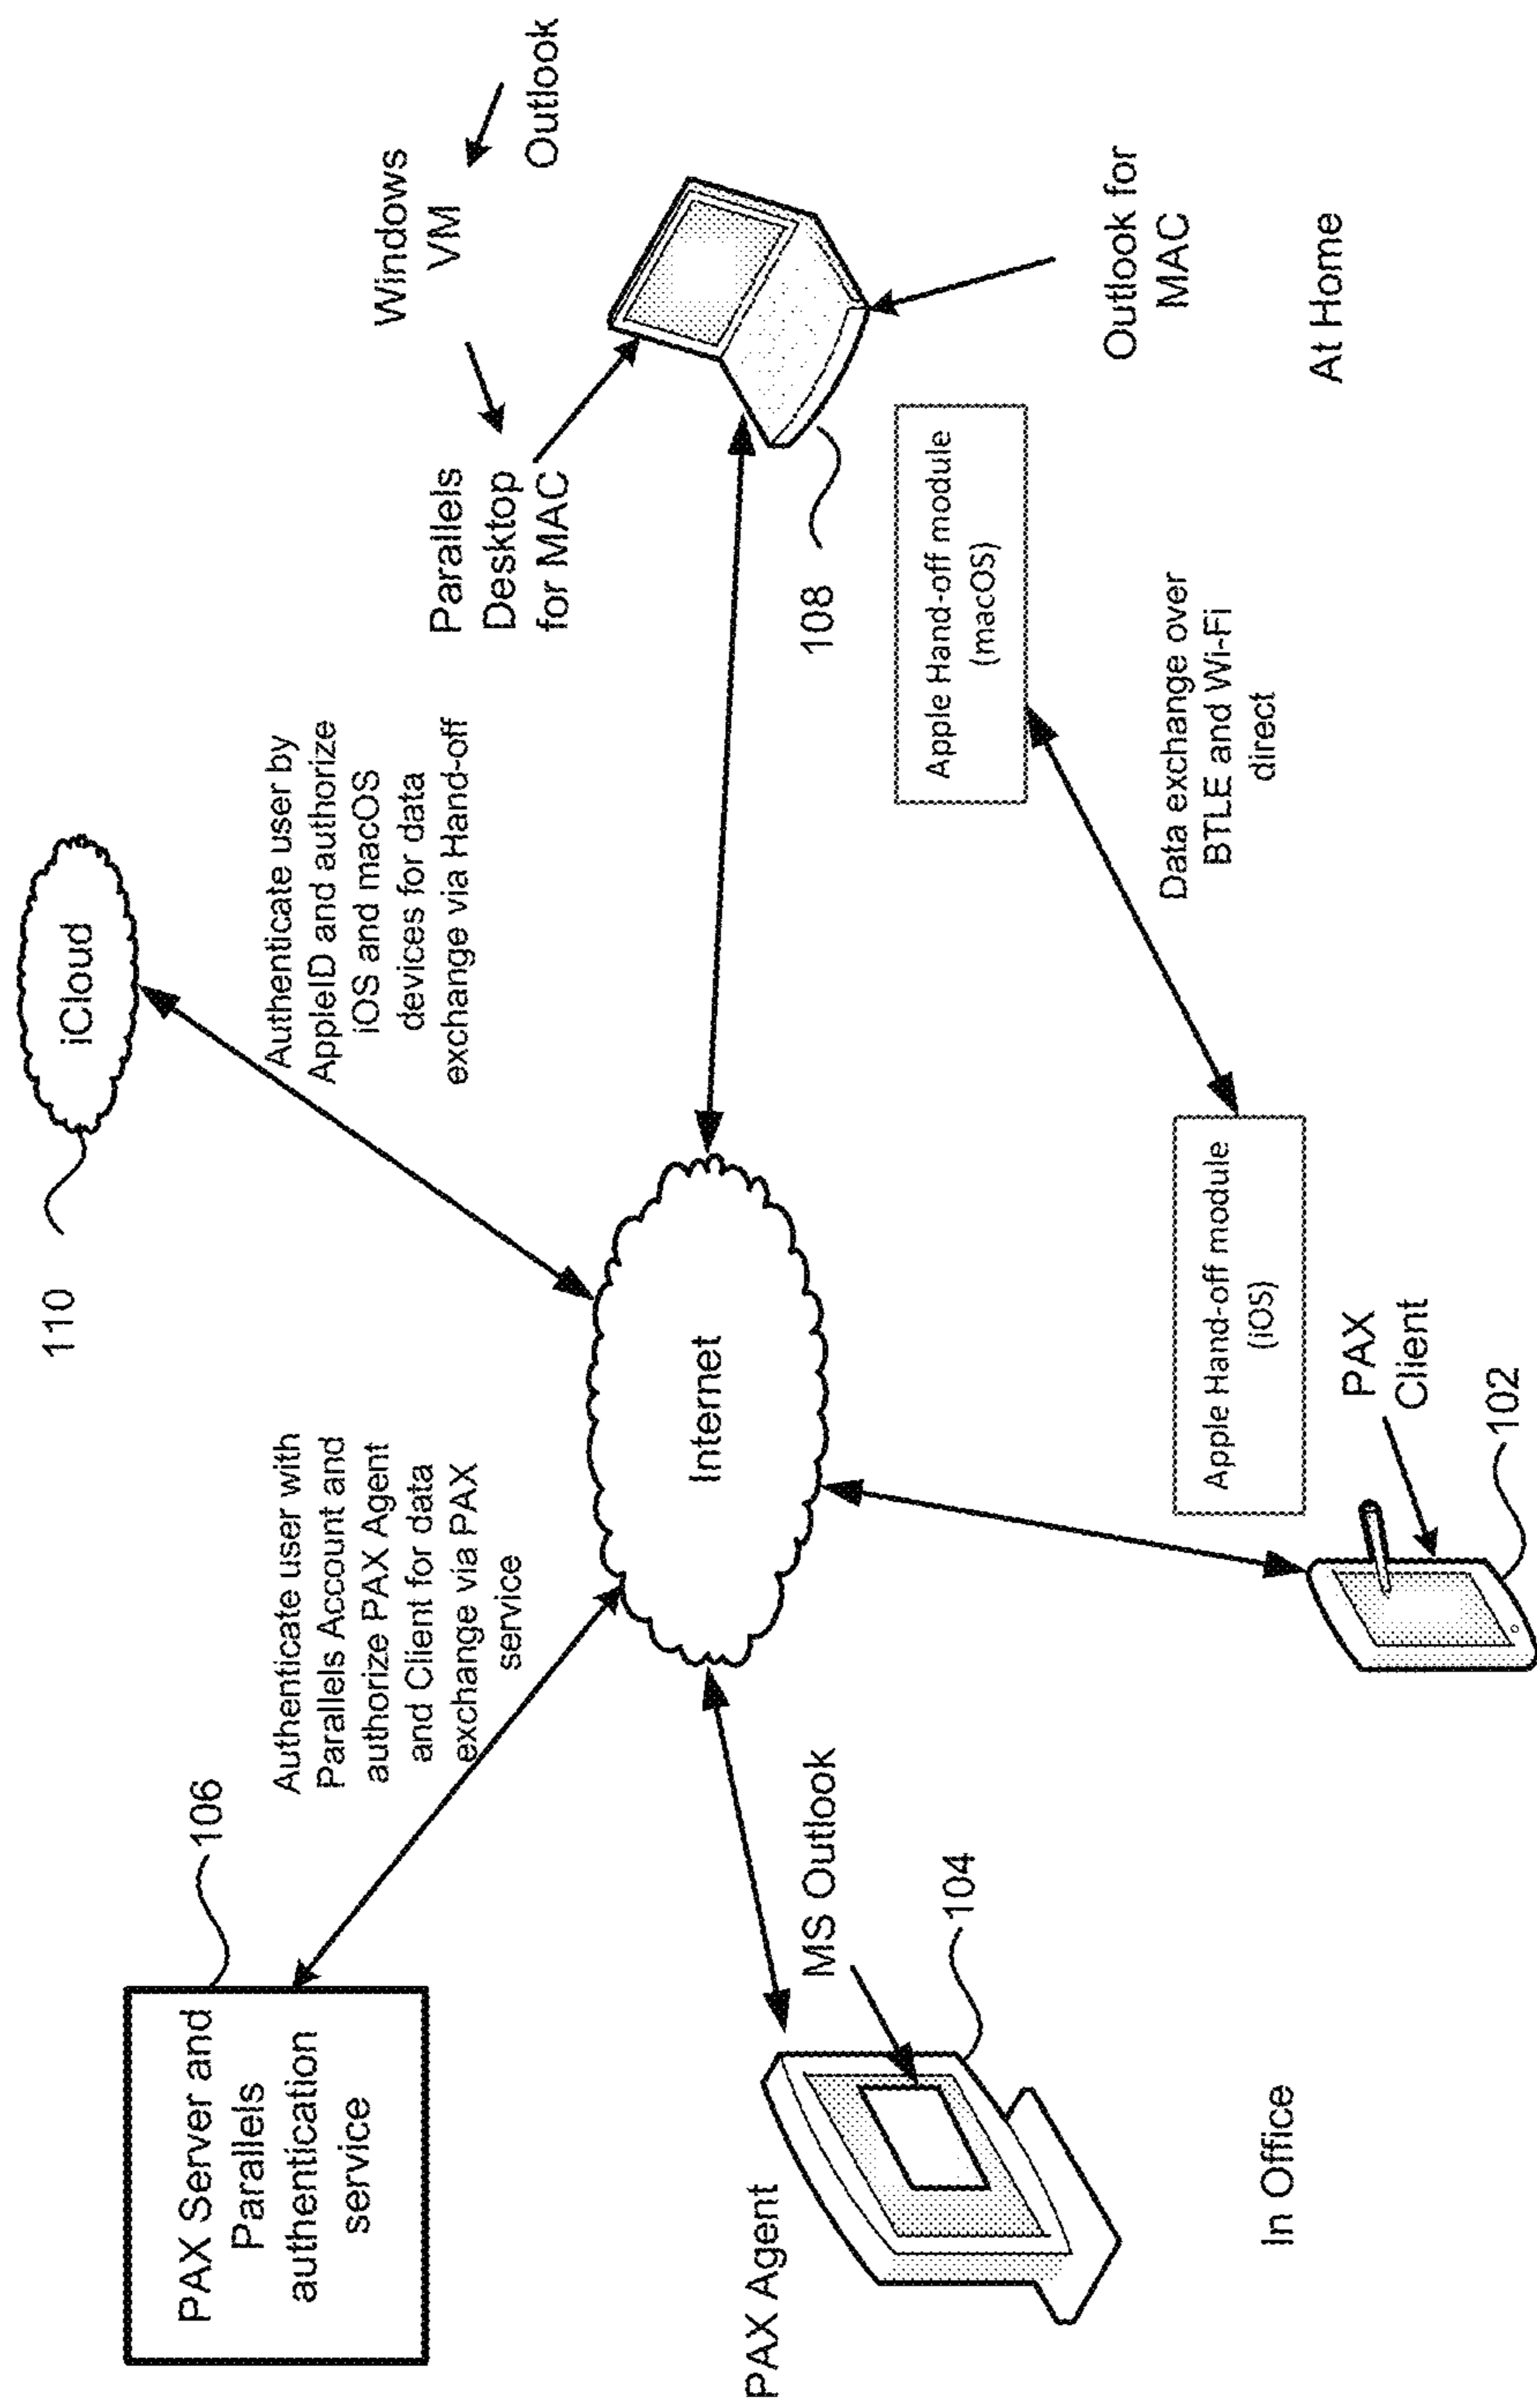 110
iCloud
Authenticate user by
AppleID and authorize
iOS and macOS
devices for data
exchange via Hand-off
PAX Server and
Parallels
authentication
service
106
Authenticate user with
Parallels Account and
authorize PAX Agent
and Client for data
exchange via PAX
service
Windows
VM
Outlook
Parallels
Desktop
for MAC
Internet
108
Outlook for
MAC
At Home
Apple Hand-off module
(macOS)
Data exchange over
BTLE and Wi-Fi
direct
Apple Hand-off module
(iOS)
PAX
Client
102
PAX Agent
MS Outlook
104
In Office